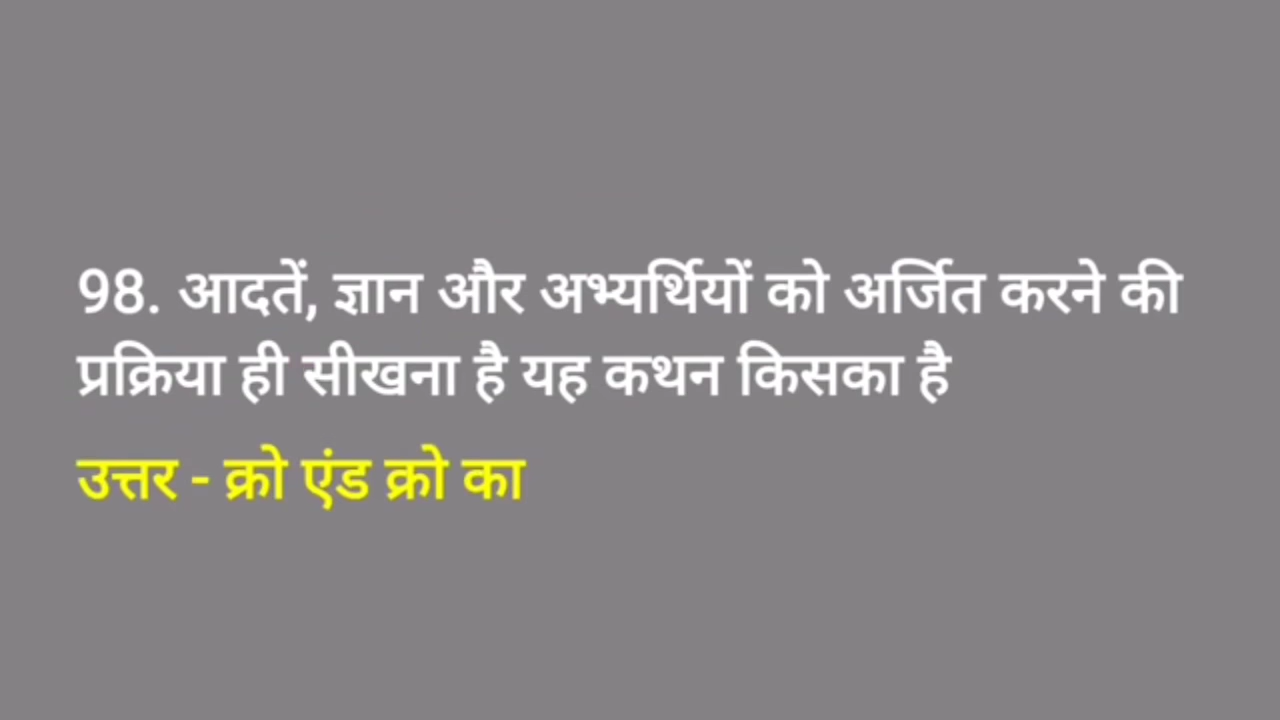 98. आदतें, ज्ञान और अभ्यर्थियों को अर्जित करने की
प्रक्रिया ही सीखना है यह कथन किसका है
उत्तर - क्रो एंड क्रो का